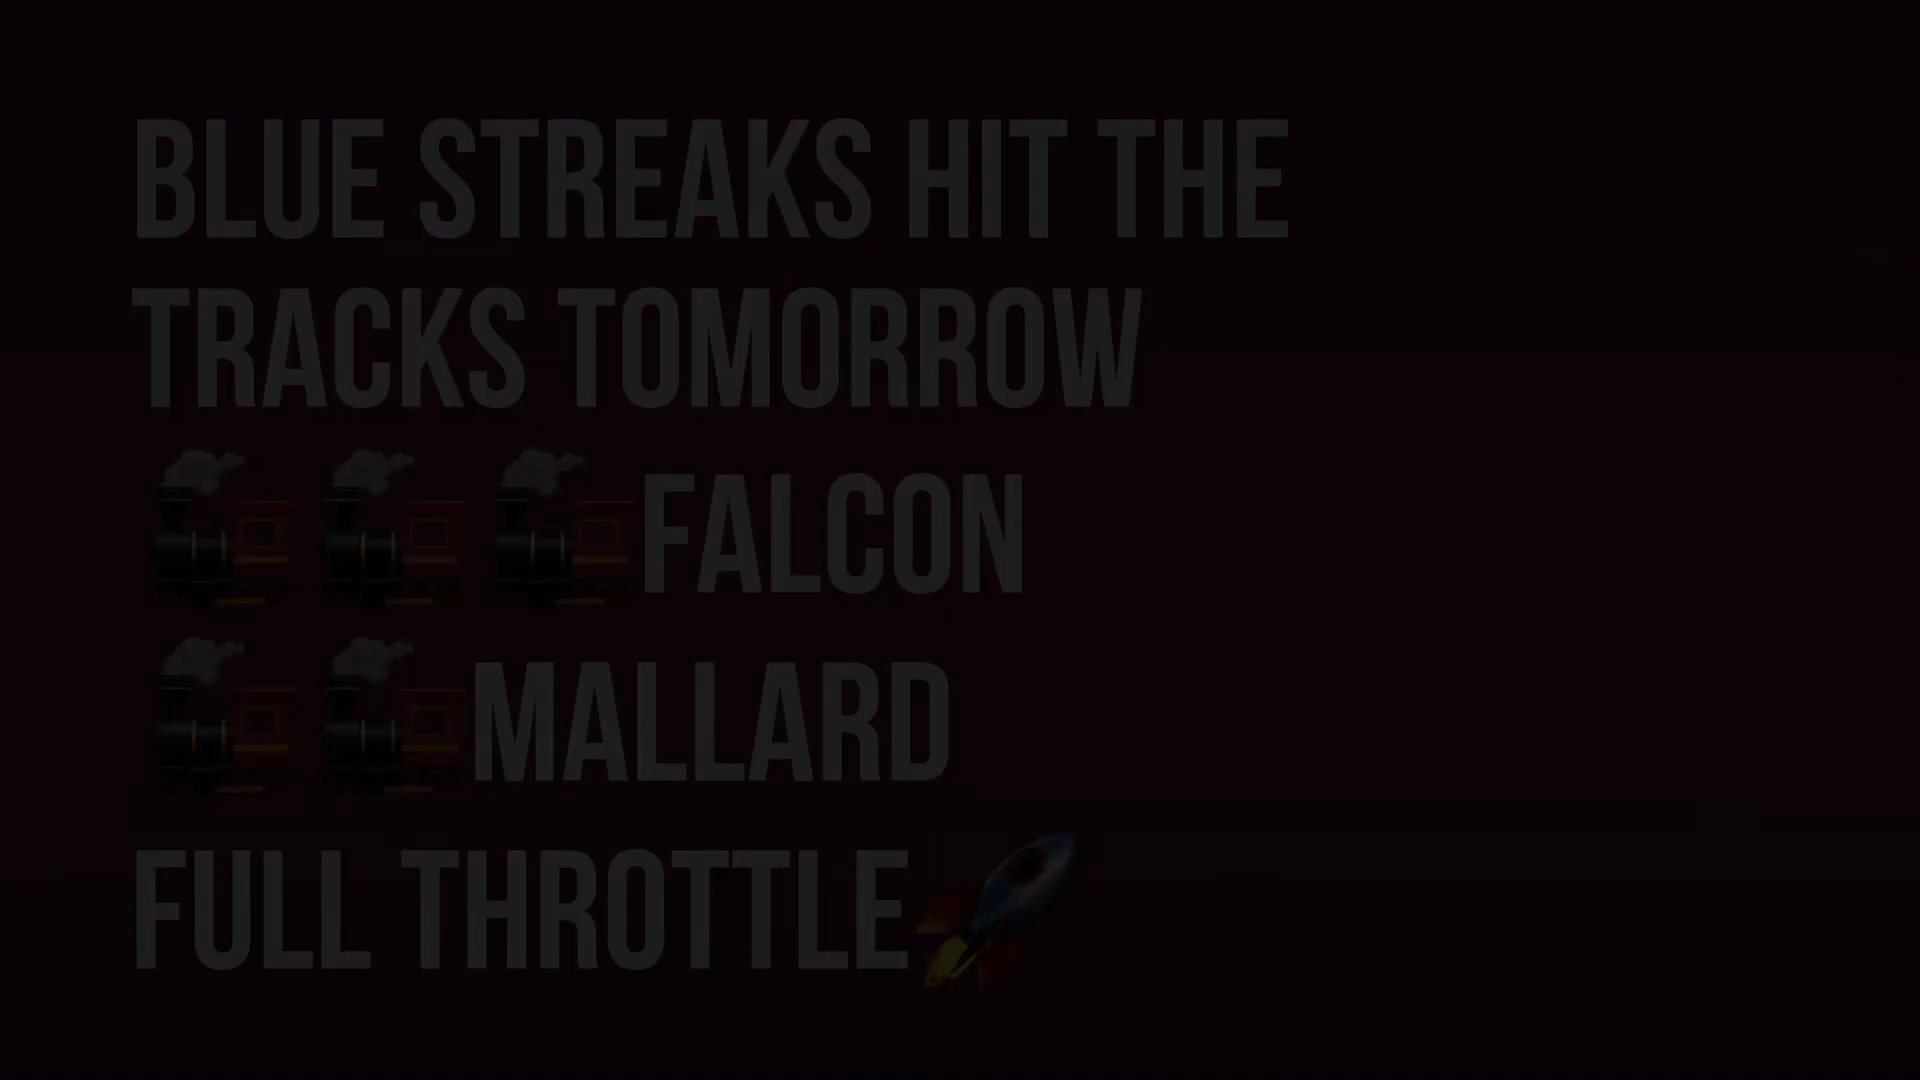 BLUE STREAKS HIT THE
TRACKS TOMORROW
🚂🚂🚂FALCON
🚂🚂MALLARD
FULL THROTTLE🚀